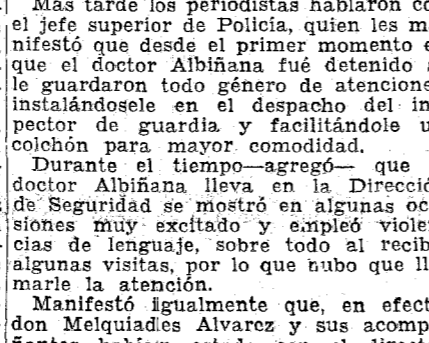 Más tarde los periodistas hablaron co
el jefe superior de Policía, quien les m
nifestó que desde el primer momento e
que el doctor Albiñana fué detenido s
le guardaron todo género de atencione
instalándosele en el despacho del in
pector de guardia y facilitándole u
colchón para mayor comodidad.
Durante el tiempo—agregó— que
doctor Albiñana lleva en la Direcció
de Seguridad se mostró en algunas oc
siones muy excitado y empleó violen
cias de lenguaje, sobre todo al recib
algunas visitas, por lo que hubo que ll
marle la atención.
Manifestó igualmente que, en efect
don Melquiades Alvarez y sus acomp